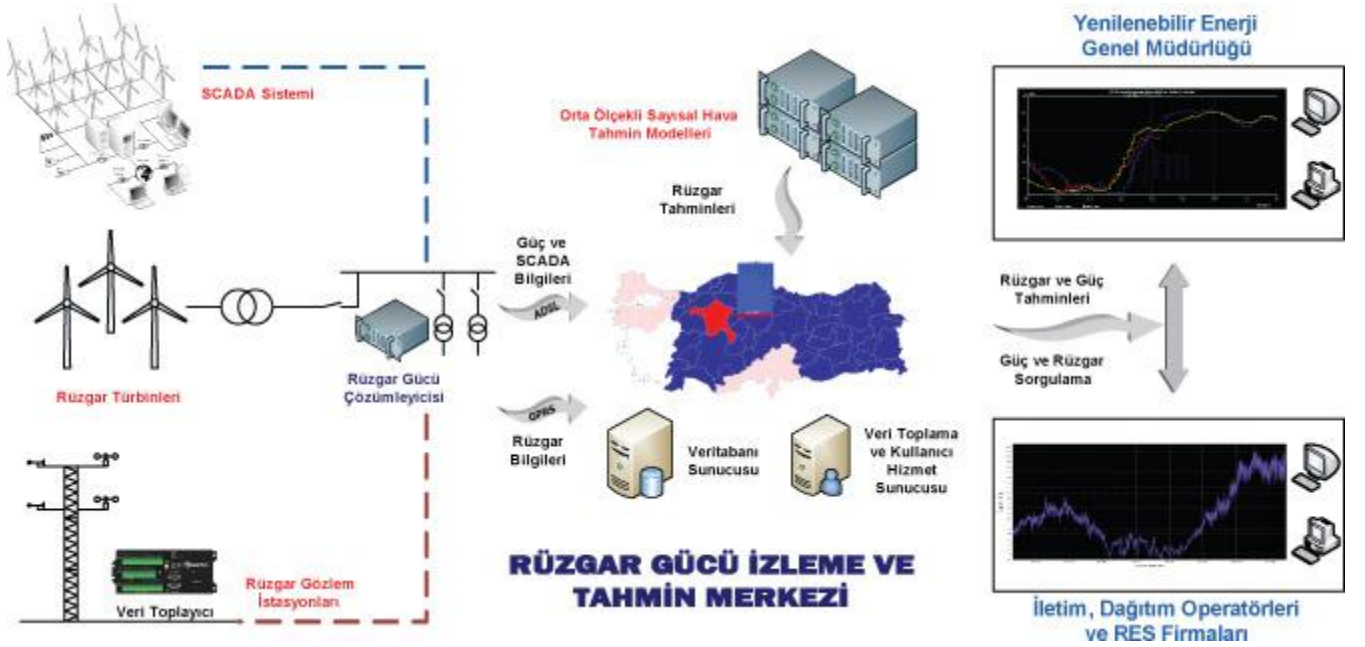 SCADA Sistemi
Rüzgar Türbinleri
Rüzgar Gücü
Çözümleyicisi
Veri Toplayıcı
Rüzgar Gözlem
İstasyonları
Güç ve
SCADA
Bilgileri
ADSL
GPRS
Rüzgar
Bilgileri
Orta Ölçekli Sayısal Hava
Tahmin Modelleri
Rüzgar
Tahminleri
Veritabanı
Sunucusu
Veri Toplama
ve Kullanıcı
Hizmet
Sunucusu
RÜZGAR GÜCÜ İZLEME VE
TAHMİN MERKEZİ
Yenilenebilir Enerji
Genel Müdürlüğü
Rüzgar ve Güç
Tahminleri
Güç ve Rüzgar
Sorgulama
İletim, Dağıtım Operatörleri
ve RES Firmaları